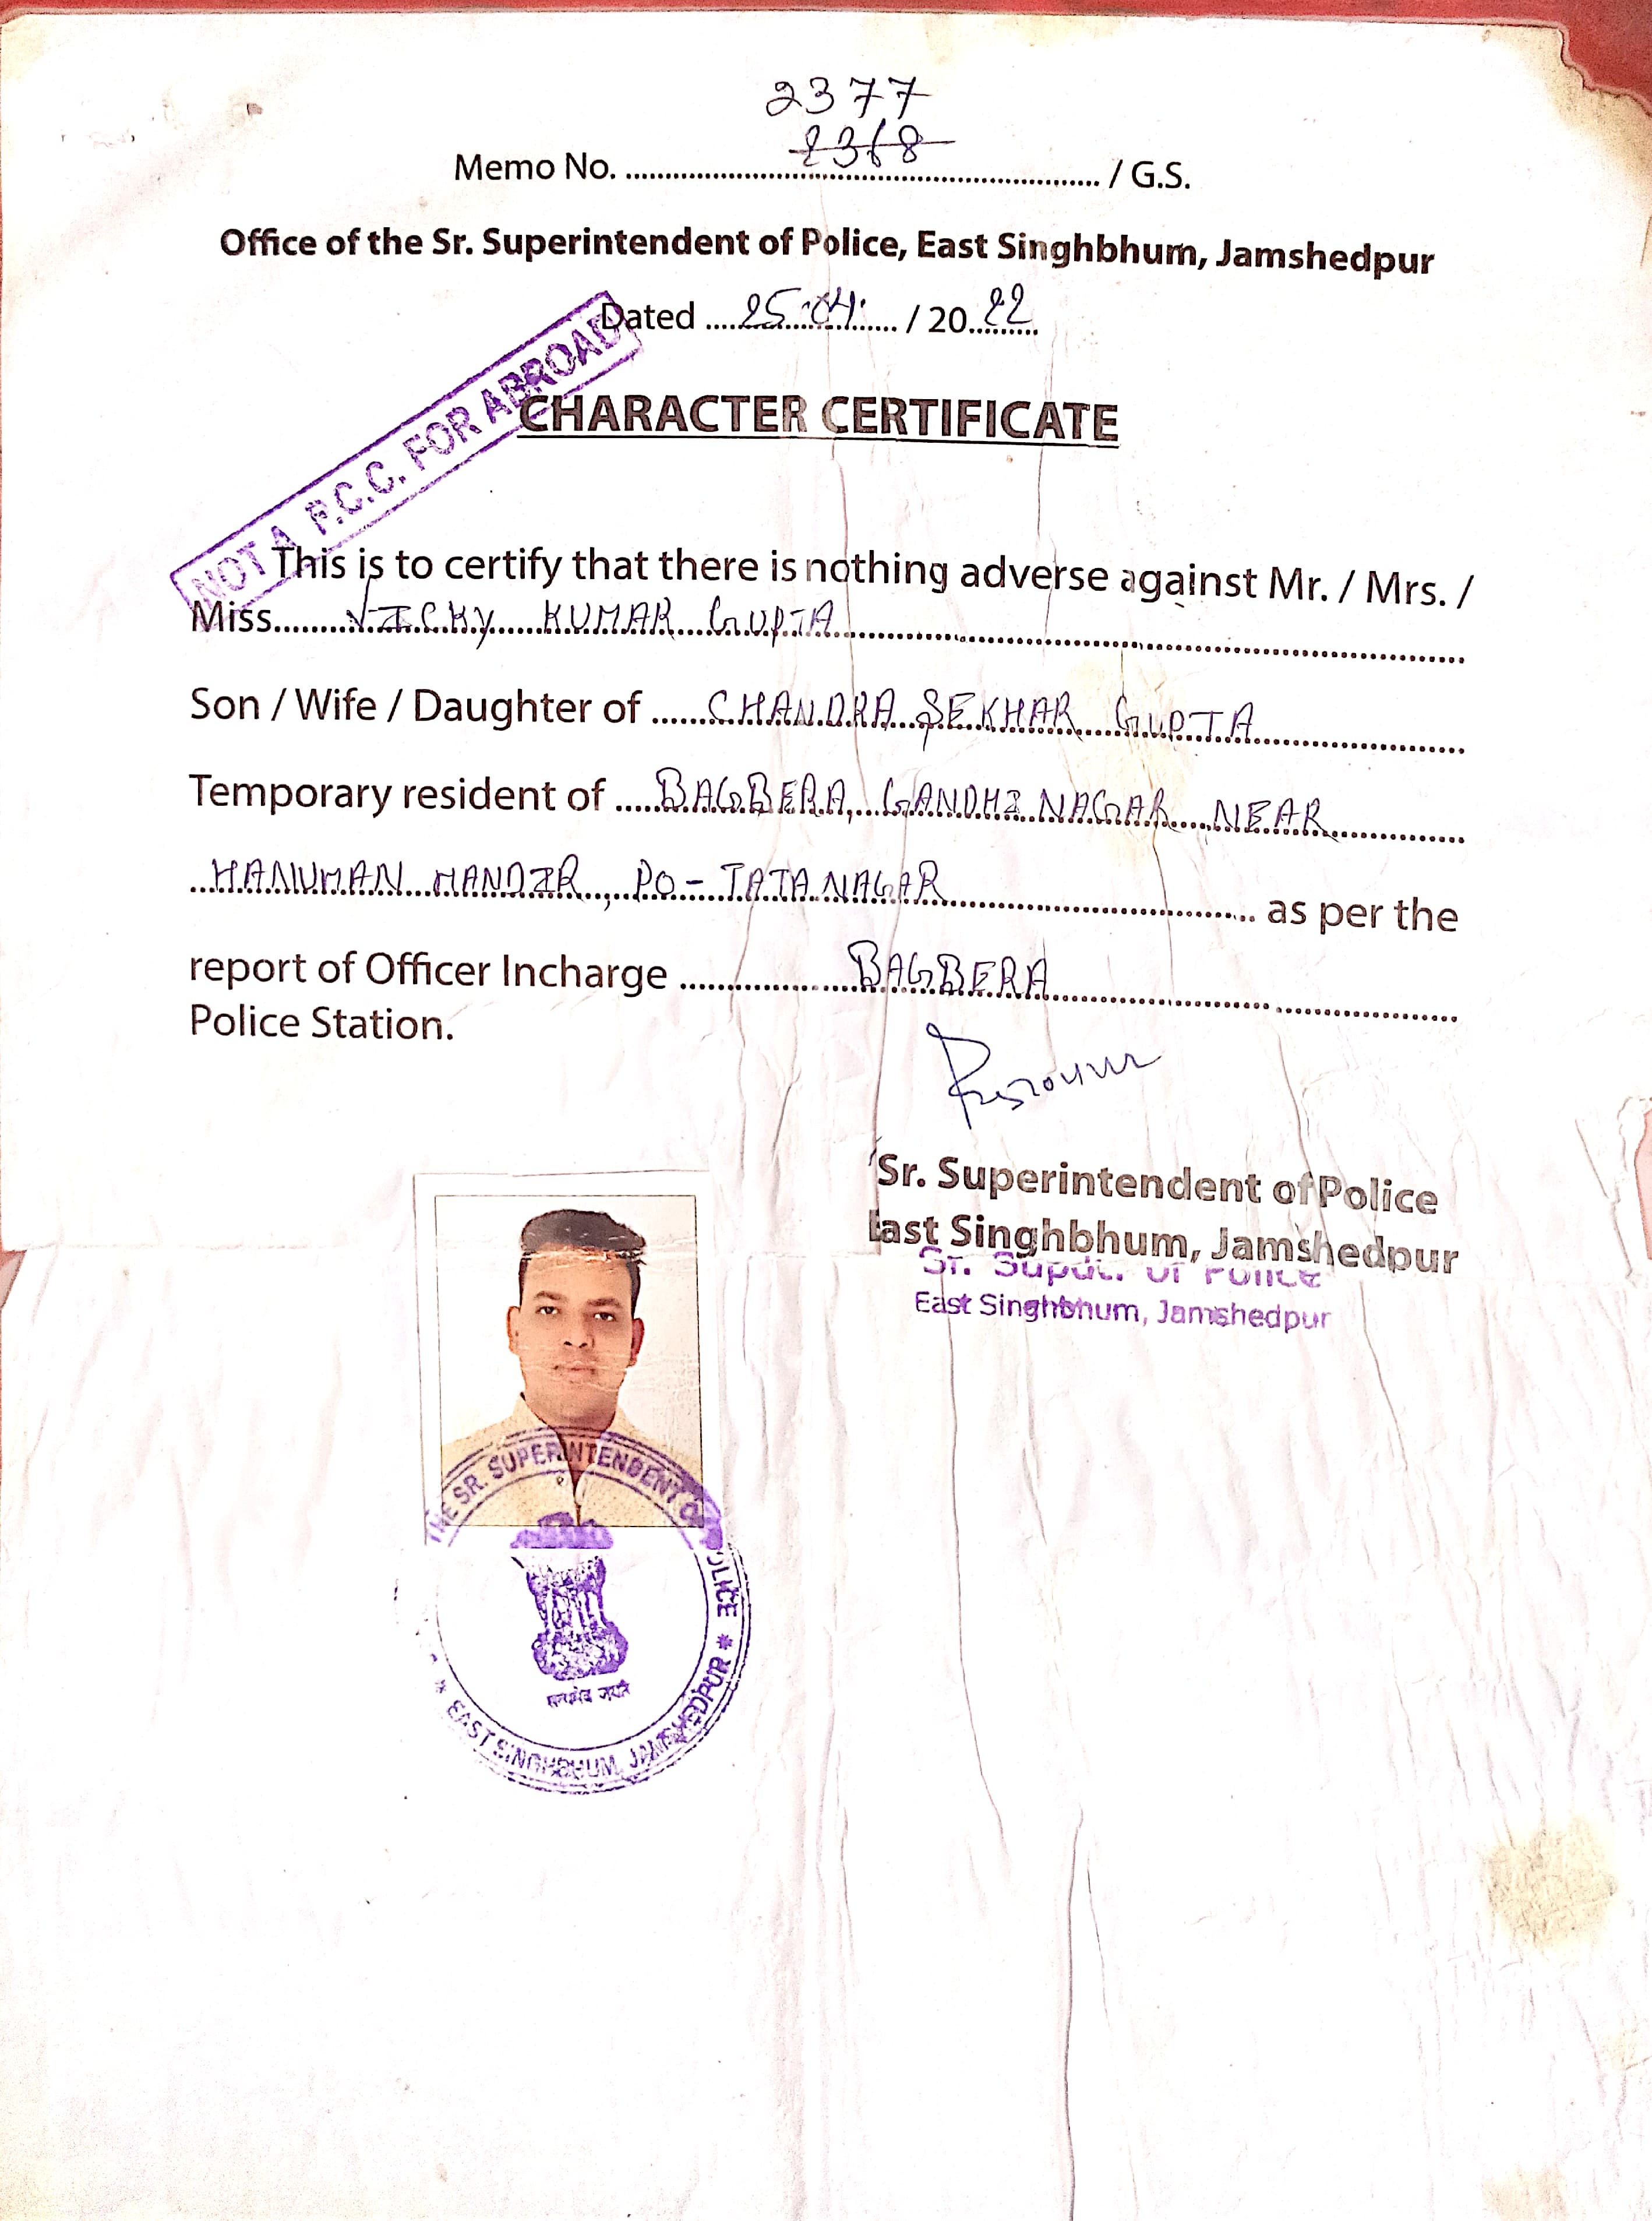 2377
2368
Memo No. ........................ / G.S.
Office of the Sr. Superintendent of Police, East Singhbhum, Jamshedpur
Dated ....25.04...... / 20.22....
NOT A P.C.C. FOR ABROAD
CHARACTER CERTIFICATE
This is to certify that there is nothing adverse against Mr. / Mrs. /
Miss........VICKY KUMAR GUPTA........................
Son / Wife / Daughter of ......CHANDRA SEKHAR GUPTA................
Temporary resident of .....BAGBERA, GANDHI NAGAR NEAR............
...HANUMAN MANDIR, PO- TATANAGAR........................ as per the
report of Officer Incharge ................BAGBERA........................
Police Station.
Sr. Superintendent of Police
East Singhbhum, Jamshedpur
Sr. Supdt. of Police
East Singhbhum, Jamshedpur
THE SR. SUPERINTENDENT OF POLICE * EAST SINGHBHUM, JAMSHEDPUR *
सत्यमेव जयते